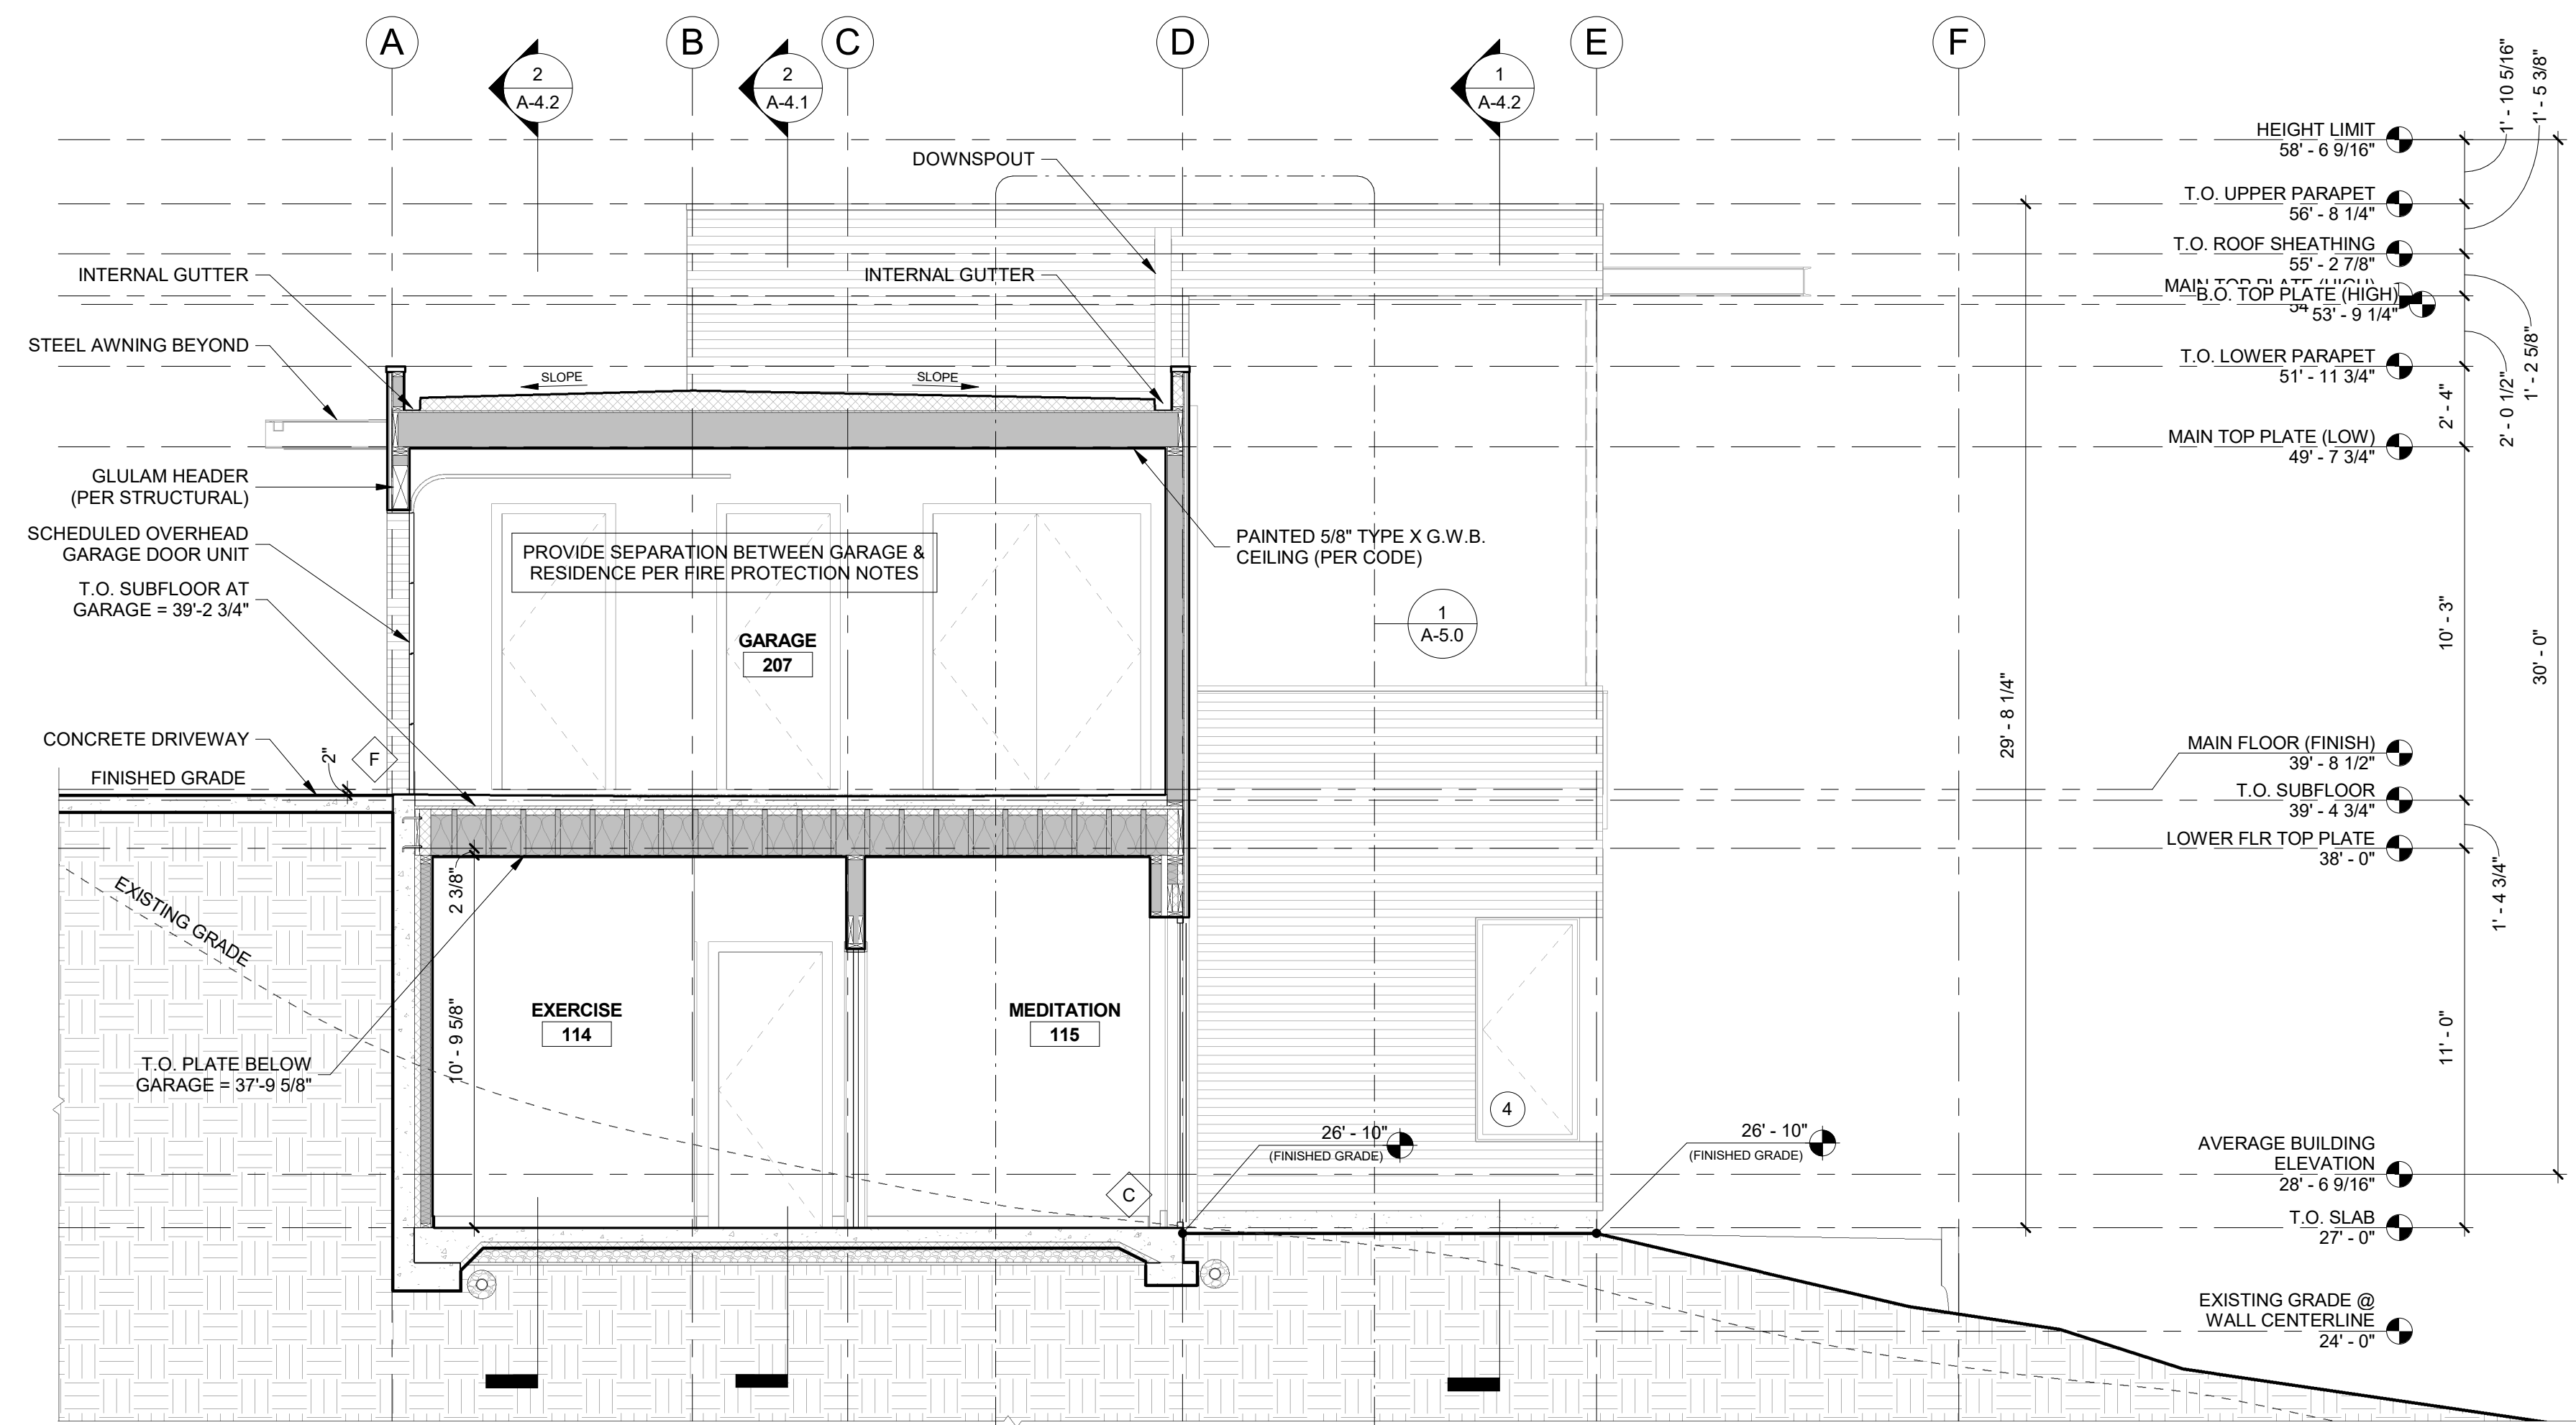 A
B
C
D
E
F
2
A-4.2
2
A-4.1
1
A-4.2
DOWNSPOUT
INTERNAL GUTTER
INTERNAL GUTTER
STEEL AWNING BEYOND
SLOPE
SLOPE
GLULAM HEADER
(PER STRUCTURAL)
SCHEDULED OVERHEAD
GARAGE DOOR UNIT
T.O. SUBFLOOR AT
GARAGE = 39'-2 3/4"
PROVIDE SEPARATION BETWEEN GARAGE &
RESIDENCE PER FIRE PROTECTION NOTES
PAINTED 5/8" TYPE X G.W.B.
CEILING (PER CODE)
GARAGE
207
1
A-5.0
CONCRETE DRIVEWAY
2"
F
FINISHED GRADE
EXISTING GRADE
2 3/8"
10' - 9 5/8"
EXERCISE
114
MEDITATION
115
T.O. PLATE BELOW
GARAGE = 37'-9 5/8"
C
4
26' - 10"
(FINISHED GRADE)
26' - 10"
(FINISHED GRADE)
29' - 8 1/4"
HEIGHT LIMIT
58' - 6 9/16"
T.O. UPPER PARAPET
56' - 8 1/4"
T.O. ROOF SHEATHING
55' - 2 7/8"
MAIN TOP PLATE (HIGH)
B.O. TOP PLATE (HIGH)
54'
53' - 9 1/4"
T.O. LOWER PARAPET
51' - 11 3/4"
MAIN TOP PLATE (LOW)
49' - 7 3/4"
MAIN FLOOR (FINISH)
39' - 8 1/2"
T.O. SUBFLOOR
39' - 4 3/4"
LOWER FLR TOP PLATE
38' - 0"
AVERAGE BUILDING
ELEVATION
28' - 6 9/16"
T.O. SLAB
27' - 0"
EXISTING GRADE @
WALL CENTERLINE
24' - 0"
1' - 10 5/16"
1' - 5 3/8"
1' - 2 5/8"
2' - 0 1/2"
2' - 4"
10' - 3"
30' - 0"
1' - 4 3/4"
11' - 0"